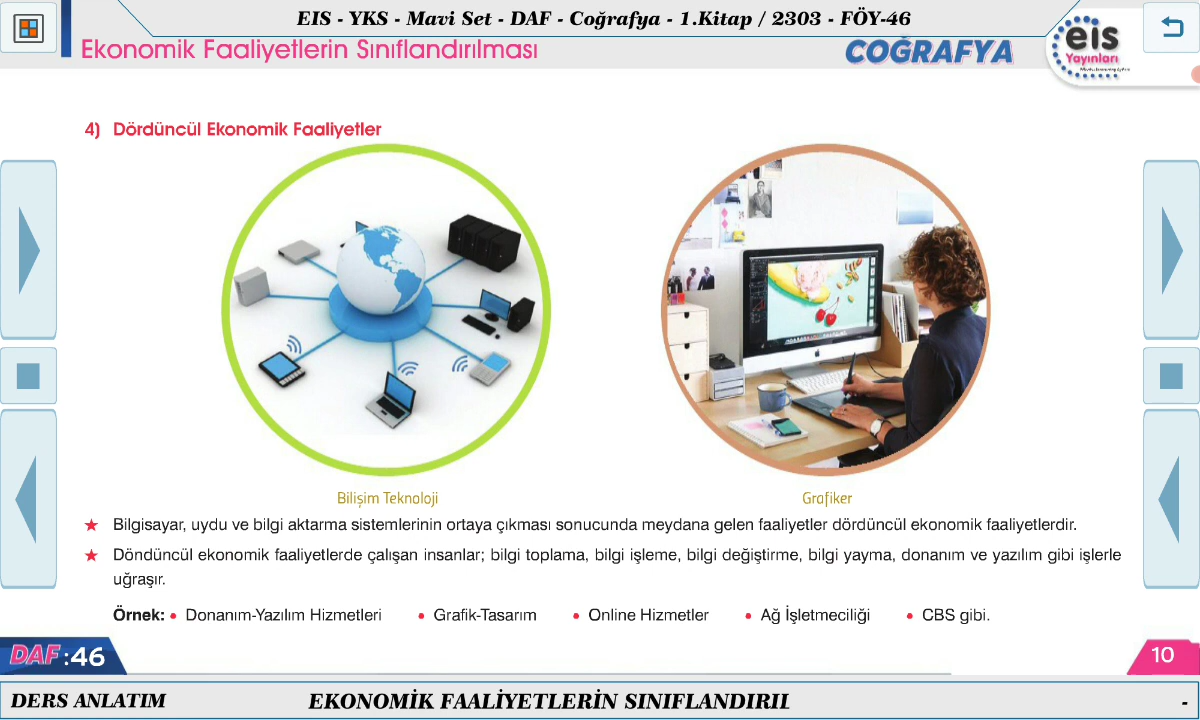 EIS - YKS - Mavi Set - DAF - Coğrafya - 1.Kitap / 2303 - FÖY-46
Ekonomik Faaliyetlerin Sınıflandırılması
COĞRAFYA
eis
Yayınları
4) Dördüncül Ekonomik Faaliyetler
Bilişim Teknoloji
Grafiker
★ Bilgisayar, uydu ve bilgi aktarma sistemlerinin ortaya çıkması sonucunda meydana gelen faaliyetler dördüncül ekonomik faaliyetlerdir.
★ Döndüncül ekonomik faaliyetlerde çalışan insanlar; bilgi toplama, bilgi işleme, bilgi değiştirme, bilgi yayma, donanım ve yazılım gibi işlerle
uğraşır.
Örnek: • Donanım-Yazılım Hizmetleri • Grafik-Tasarım • Online Hizmetler • Ağ İşletmeciliği • CBS gibi.
DAF :46
10
DERS ANLATIM
EKONOMİK FAALİYETLERİN SINIFLANDIRII
-